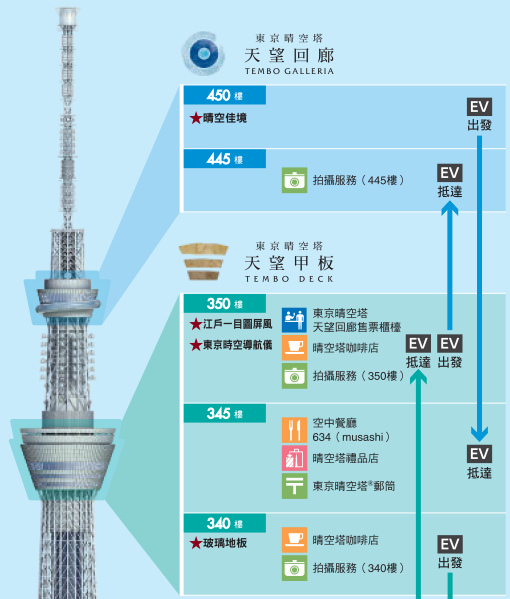 東京晴空塔
天望回廊
TEMBO GALLERIA
450 樓
★晴空佳境
EV
出發
445 樓
拍攝服務（445樓）
EV
抵達
東京晴空塔
天望甲板
TEMBO DECK
350 樓
★江戶一目圖屏風
★東京時空導航儀
東京晴空塔
天望回廊售票櫃檯
晴空塔咖啡店
拍攝服務（350樓）
EV
抵達
EV
出發
345 樓
空中餐廳
634（musashi）
晴空塔禮品店
東京晴空塔®郵筒
EV
抵達
340 樓
★玻璃地板
晴空塔咖啡店
拍攝服務（340樓）
EV
出發